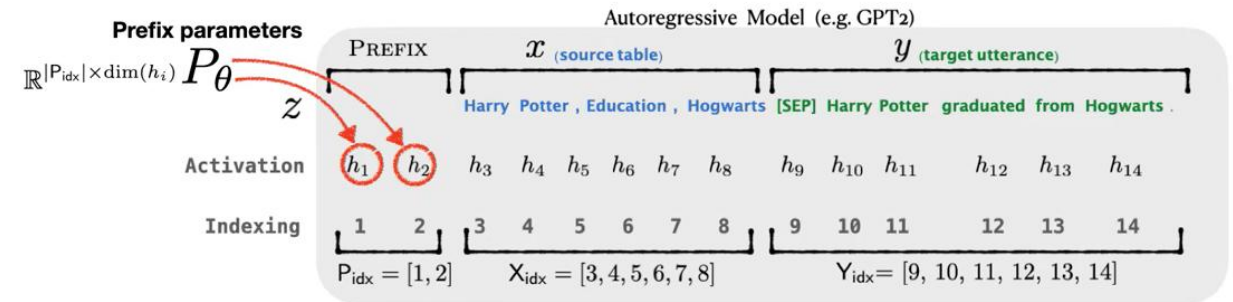 Autoregressive Model (e.g. GPT2)
Prefix parameters
PREFIX
x (source table)
y (target utterance)
ℝ^{|P_idx|×dim(h_i)} P_θ
z
Harry Potter , Education , Hogwarts [SEP] Harry Potter graduated from Hogwarts .
Activation h₁ h₂ h₃ h₄ h₅ h₆ h₇ h₈ h₉ h₁₀ h₁₁ h₁₂ h₁₃ h₁₄
Indexing 1 2 3 4 5 6 7 8 9 10 11 12 13 14
P_idx = [1, 2] X_idx = [3, 4, 5, 6, 7, 8] Y_idx = [9, 10, 11, 12, 13, 14]